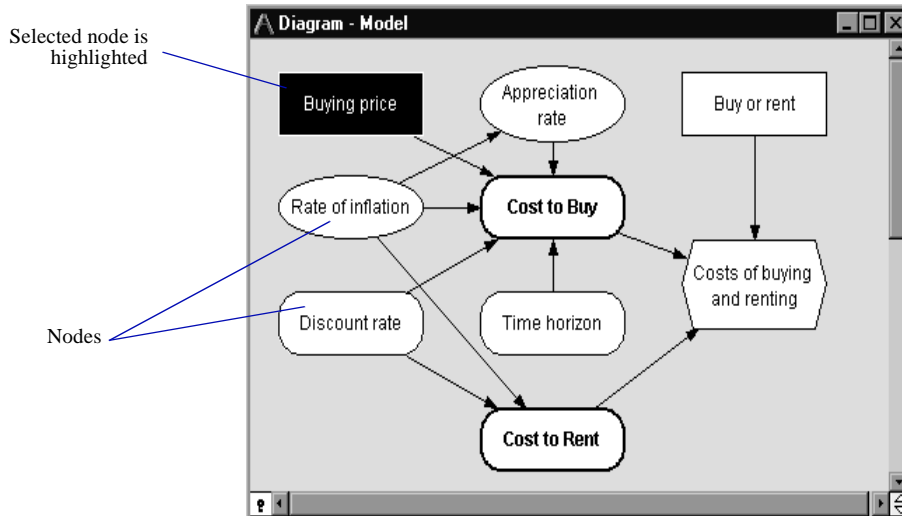 Diagram - Model
Selected node is
highlighted
Buying price
Appreciation
rate
Buy or rent
Rate of inflation
Cost to Buy
Costs of buying
and renting
Discount rate
Time horizon
Nodes
Cost to Rent
?